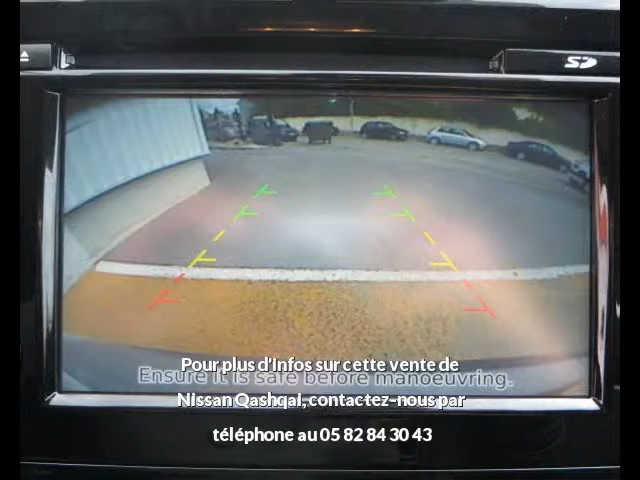 SD
Pour plus d'infos sur cette vente de
Ensure it is safe before manoeuvring.
Nissan Qashqai, contactez-nous par
téléphone au 05 82 84 30 43